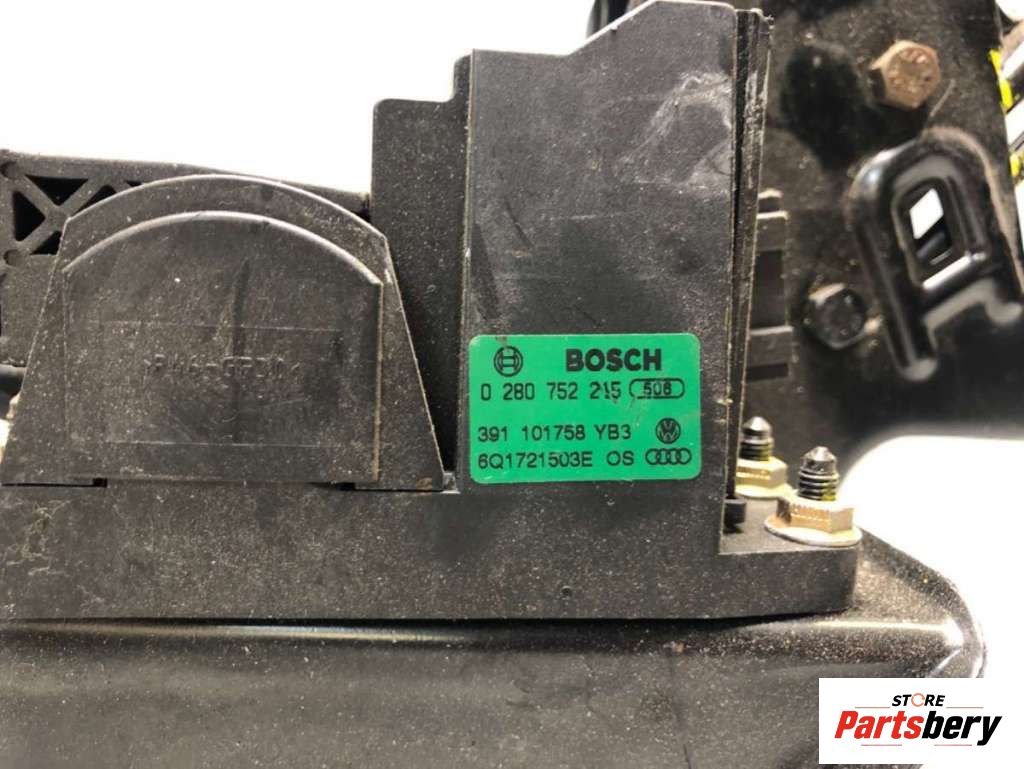 BOSCH
0 280 752 215 508
391 101758 YB3
6Q1721503E OS
STORE
Partsbery